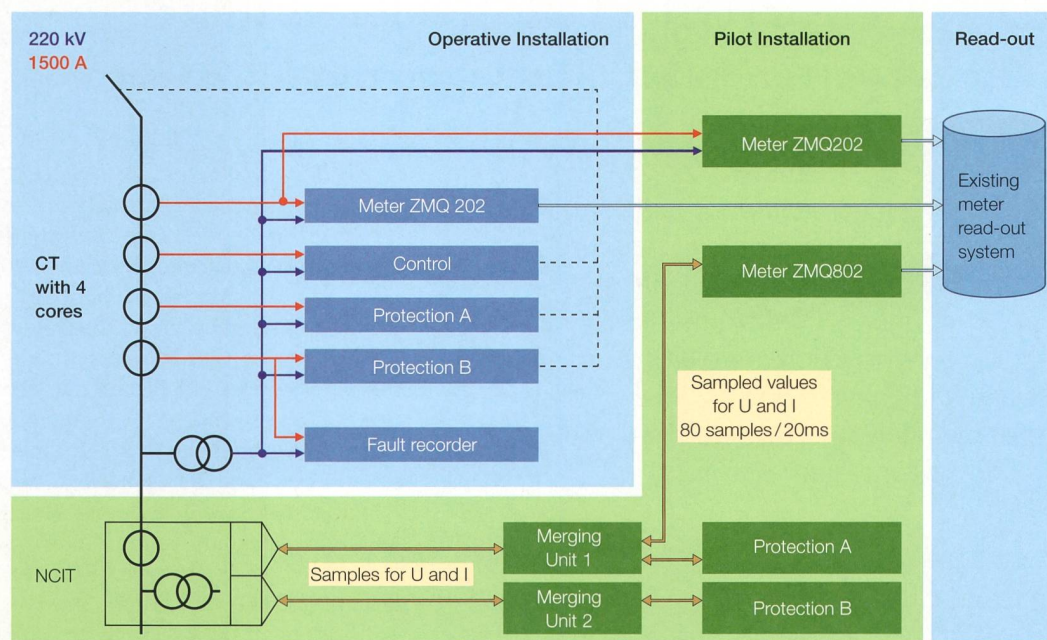 220 kV
1500 A
Operative Installation
Pilot Installation
Read-out
Meter ZMQ202
Meter ZMQ 202
Existing
meter
read-out
system
CT
with 4
cores
Control
Meter ZMQ802
Protection A
Protection B
Sampled values
for U and I
80 samples/20ms
Fault recorder
NCIT
Samples for U and I
Merging
Unit 1
Protection A
Merging
Unit 2
Protection B